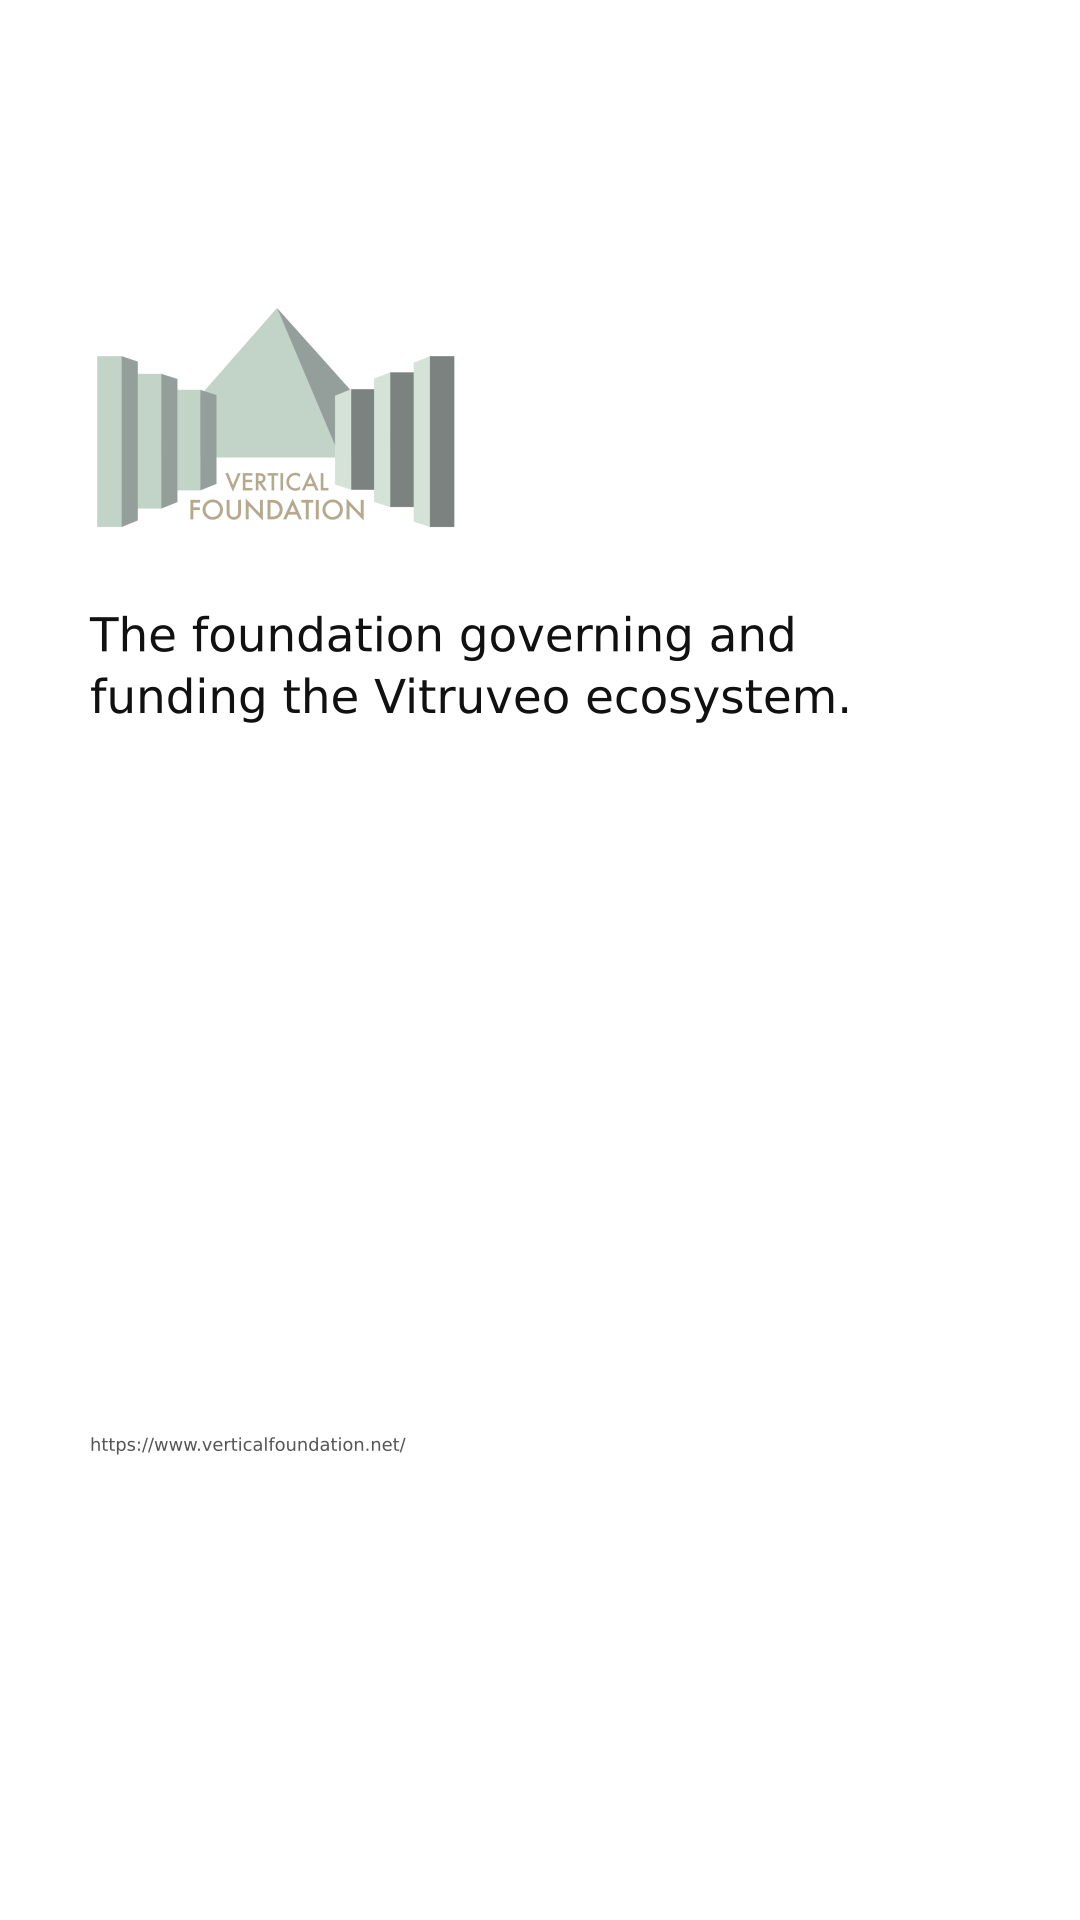 VERTICAL
FOUNDATION
The foundation governing and
funding the Vitruveo ecosystem.
https://www.verticalfoundation.net/